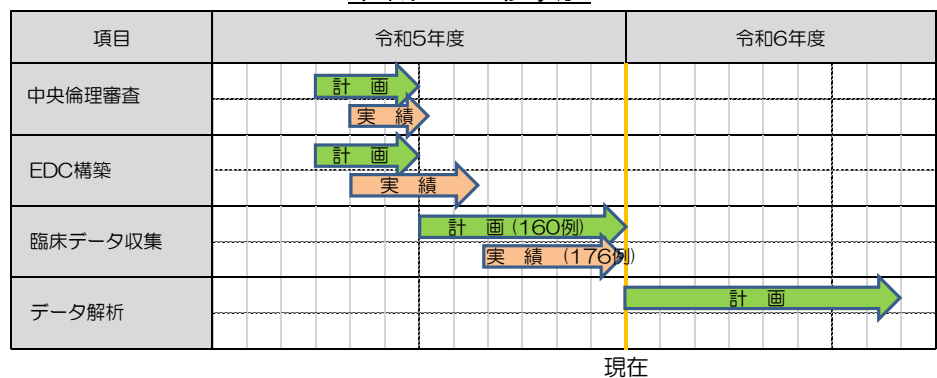 項目 令和5年度 令和6年度
中央倫理審査 計 画
実 績
EDC構築 計 画
実 績
臨床データ収集 計 画(160例)
実 績 (176例)
データ解析 計 画
現在